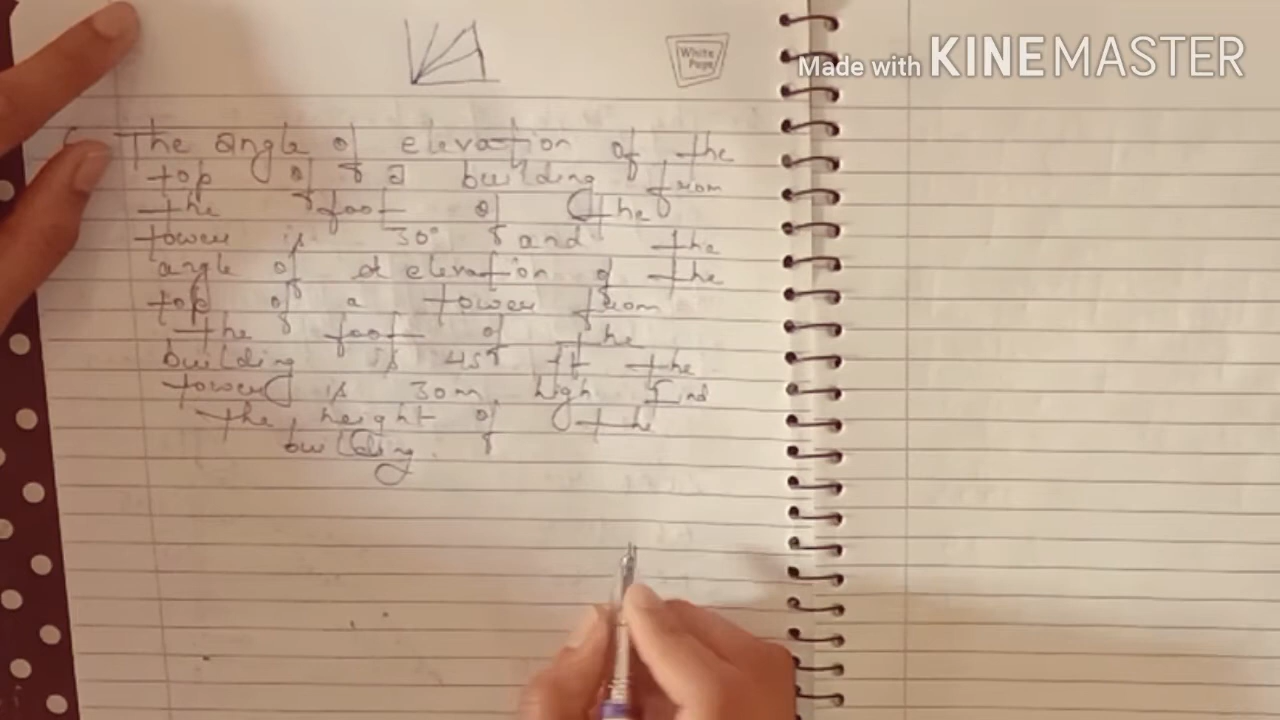 White
Page
Made with KINEMASTER
The angle of elevation of the
top of a building from
the foot of the
tower is 30° and the
angle of elevation of the
top of a tower from
the foot of the
building is 45° If the
tower is 30m high Find
the height of the
building.